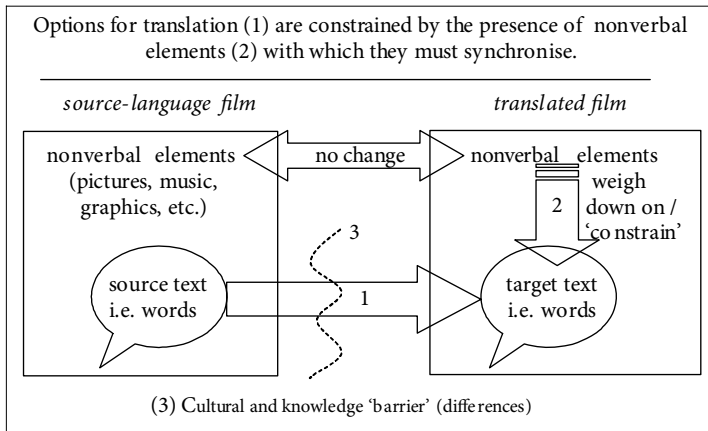 Options for translation (1) are constrained by the presence of nonverbal
elements (2) with which they must synchronise.
source-language film
translated film
nonverbal elements
(pictures, music,
graphics, etc.)
no change
nonverbal elements
weigh
down on /
‘constrain’
2
3
source text
i.e. words
1
target text
i.e. words
(3) Cultural and knowledge ‘barrier’ (differences)